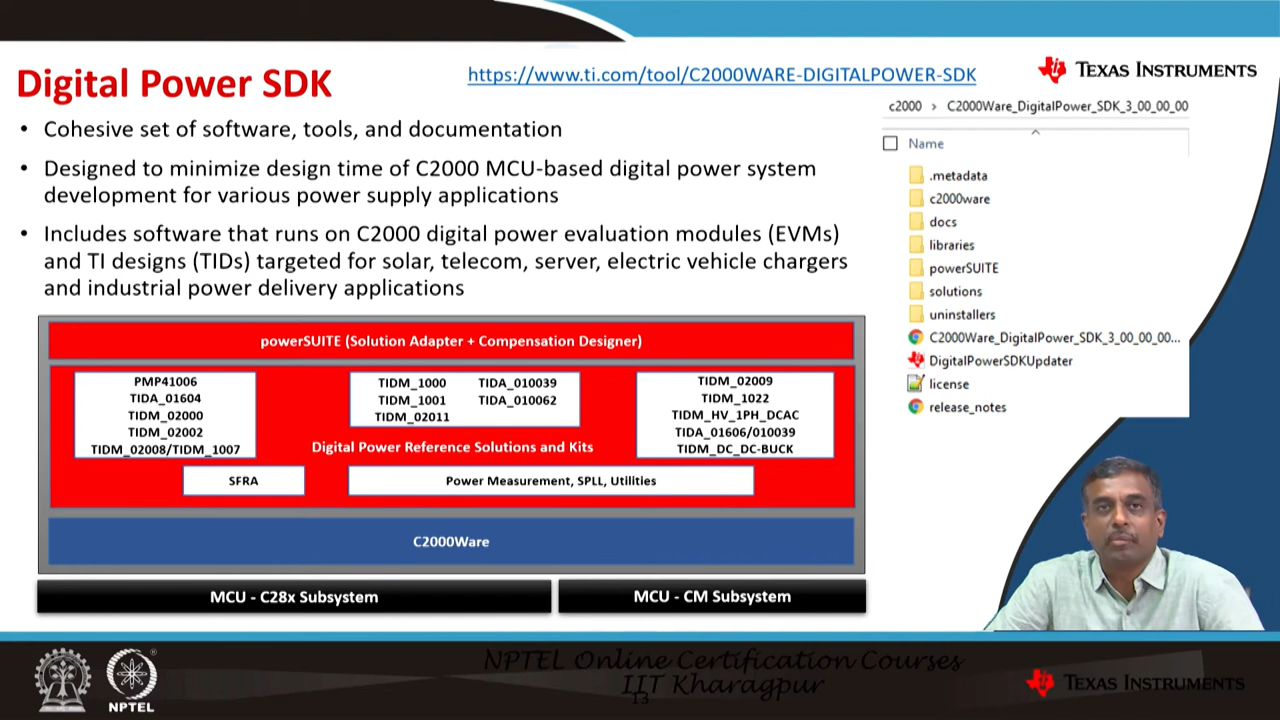 Digital Power SDK
https://www.ti.com/tool/C2000WARE-DIGITALPOWER-SDK
TEXAS INSTRUMENTS
• Cohesive set of software, tools, and documentation
• Designed to minimize design time of C2000 MCU-based digital power system
development for various power supply applications
• Includes software that runs on C2000 digital power evaluation modules (EVMs)
and TI designs (TIDs) targeted for solar, telecom, server, electric vehicle chargers
and industrial power delivery applications
c2000 › C2000Ware_DigitalPower_SDK_3_00_00_00
Name
.metadata
c2000ware
docs
libraries
powerSUITE
solutions
uninstallers
C2000Ware_DigitalPower_SDK_3_00_00_00...
DigitalPowerSDKUpdater
license
release_notes
powerSUITE (Solution Adapter + Compensation Designer)
PMP41006
TIDA_01604
TIDM_02000
TIDM_02002
TIDM_02008/TIDM_1007
TIDM_1000 TIDA_010039
TIDM_1001 TIDA_010062
TIDM_02011
TIDM_02009
TIDM_1022
TIDM_HV_1PH_DCAC
TIDA_01606/010039
TIDM_DC_DC-BUCK
Digital Power Reference Solutions and Kits
SFRA
Power Measurement, SPLL, Utilities
C2000Ware
MCU - C28x Subsystem
MCU - CM Subsystem
NPTEL
NPTEL Online Certification Courses
IIT Kharagpur
13
TEXAS INSTRUMENTS